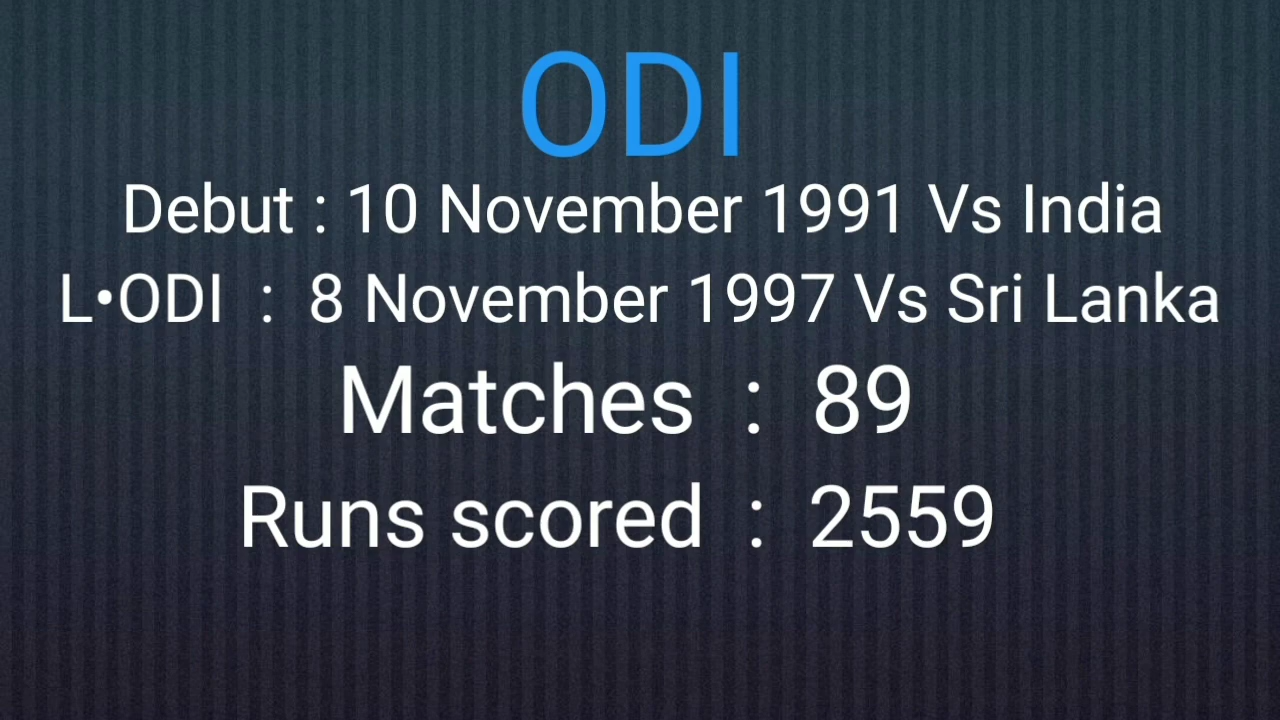 ODI
Debut : 10 November 1991 Vs India
L•ODI : 8 November 1997 Vs Sri Lanka
Matches : 89
Runs scored : 2559